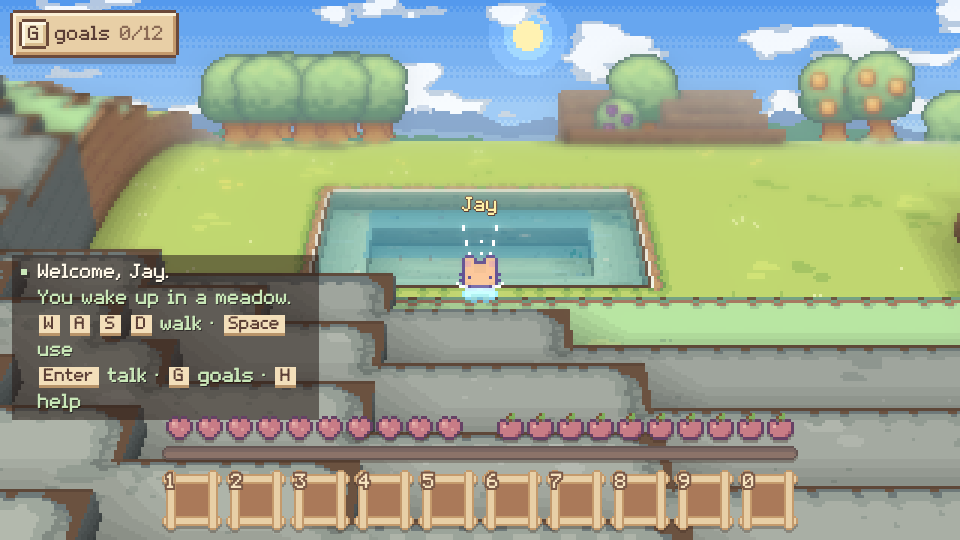 G goals 0/12
Jay
Welcome, Jay.
You wake up in a meadow.
W A S D walk · Space
use
Enter talk · G goals · H
help
1 2 3 4 5 6 7 8 9 0